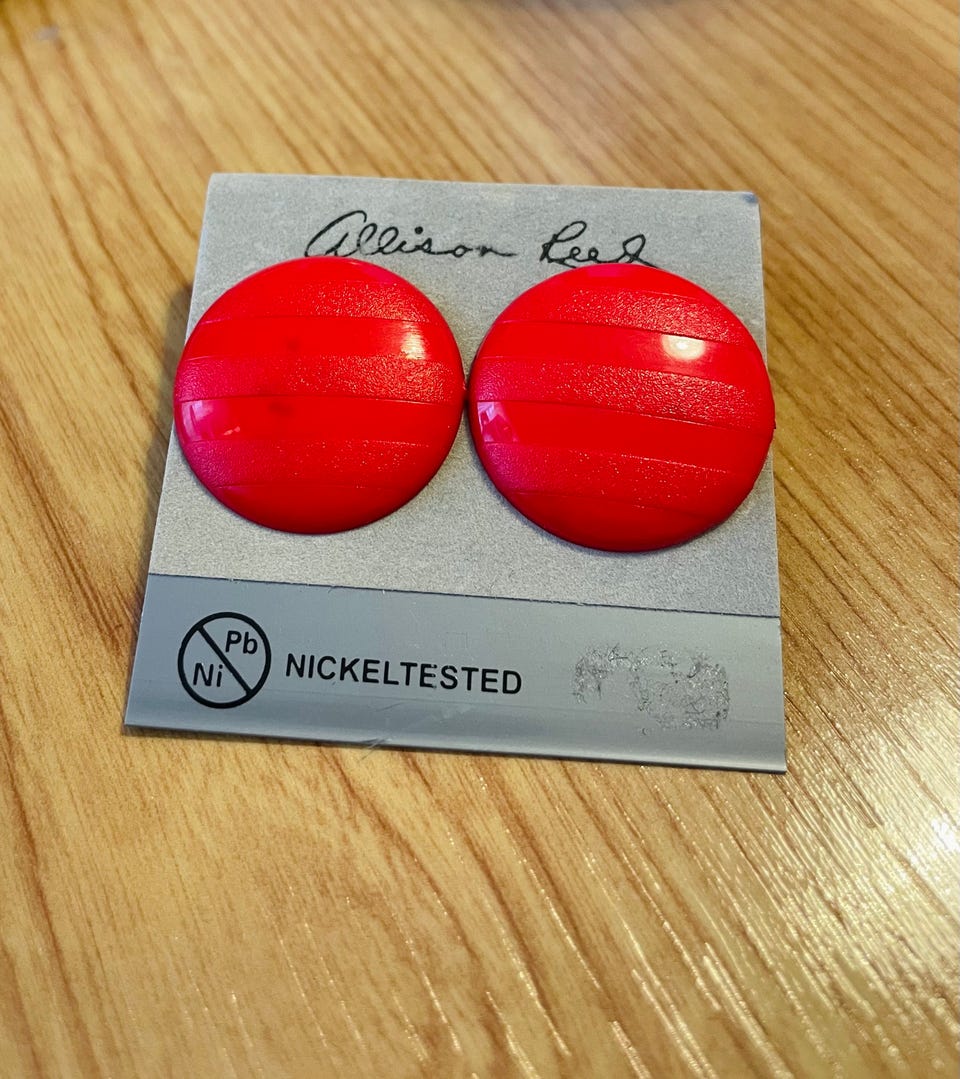 Allison Reed
Pb
Ni
NICKELTESTED